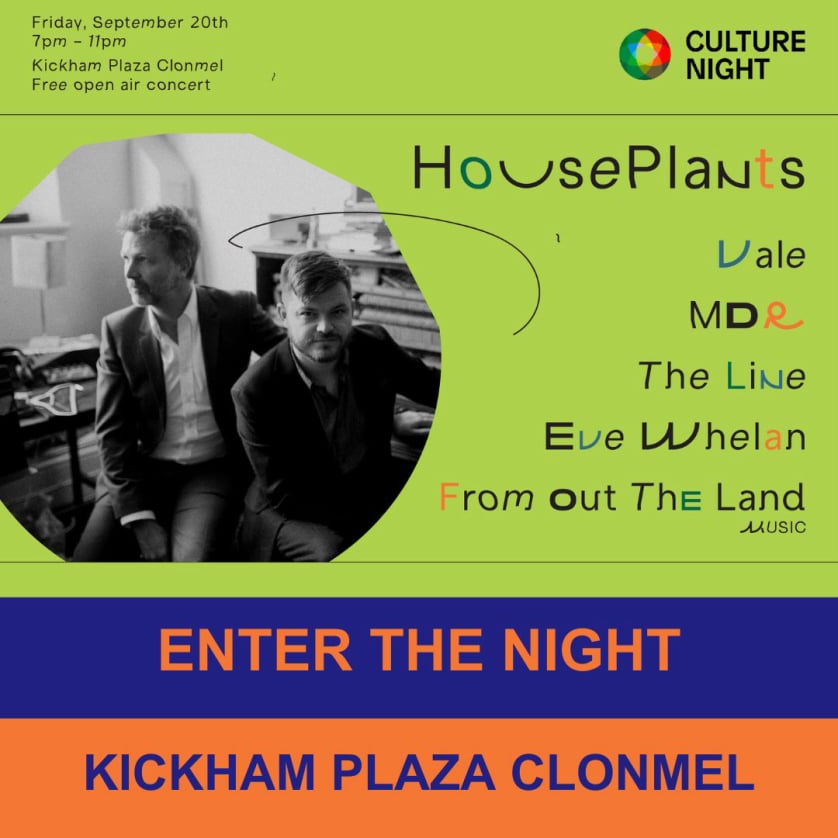 Friday, September 20th
7pm – 11pm
Kickham Plaza Clonmel
Free open air concert
CULTURE
NIGHT
HousePlants
Vale
MDR
The Line
Eve Whelan
From Out The Land
MUSIC
ENTER THE NIGHT
KICKHAM PLAZA CLONMEL